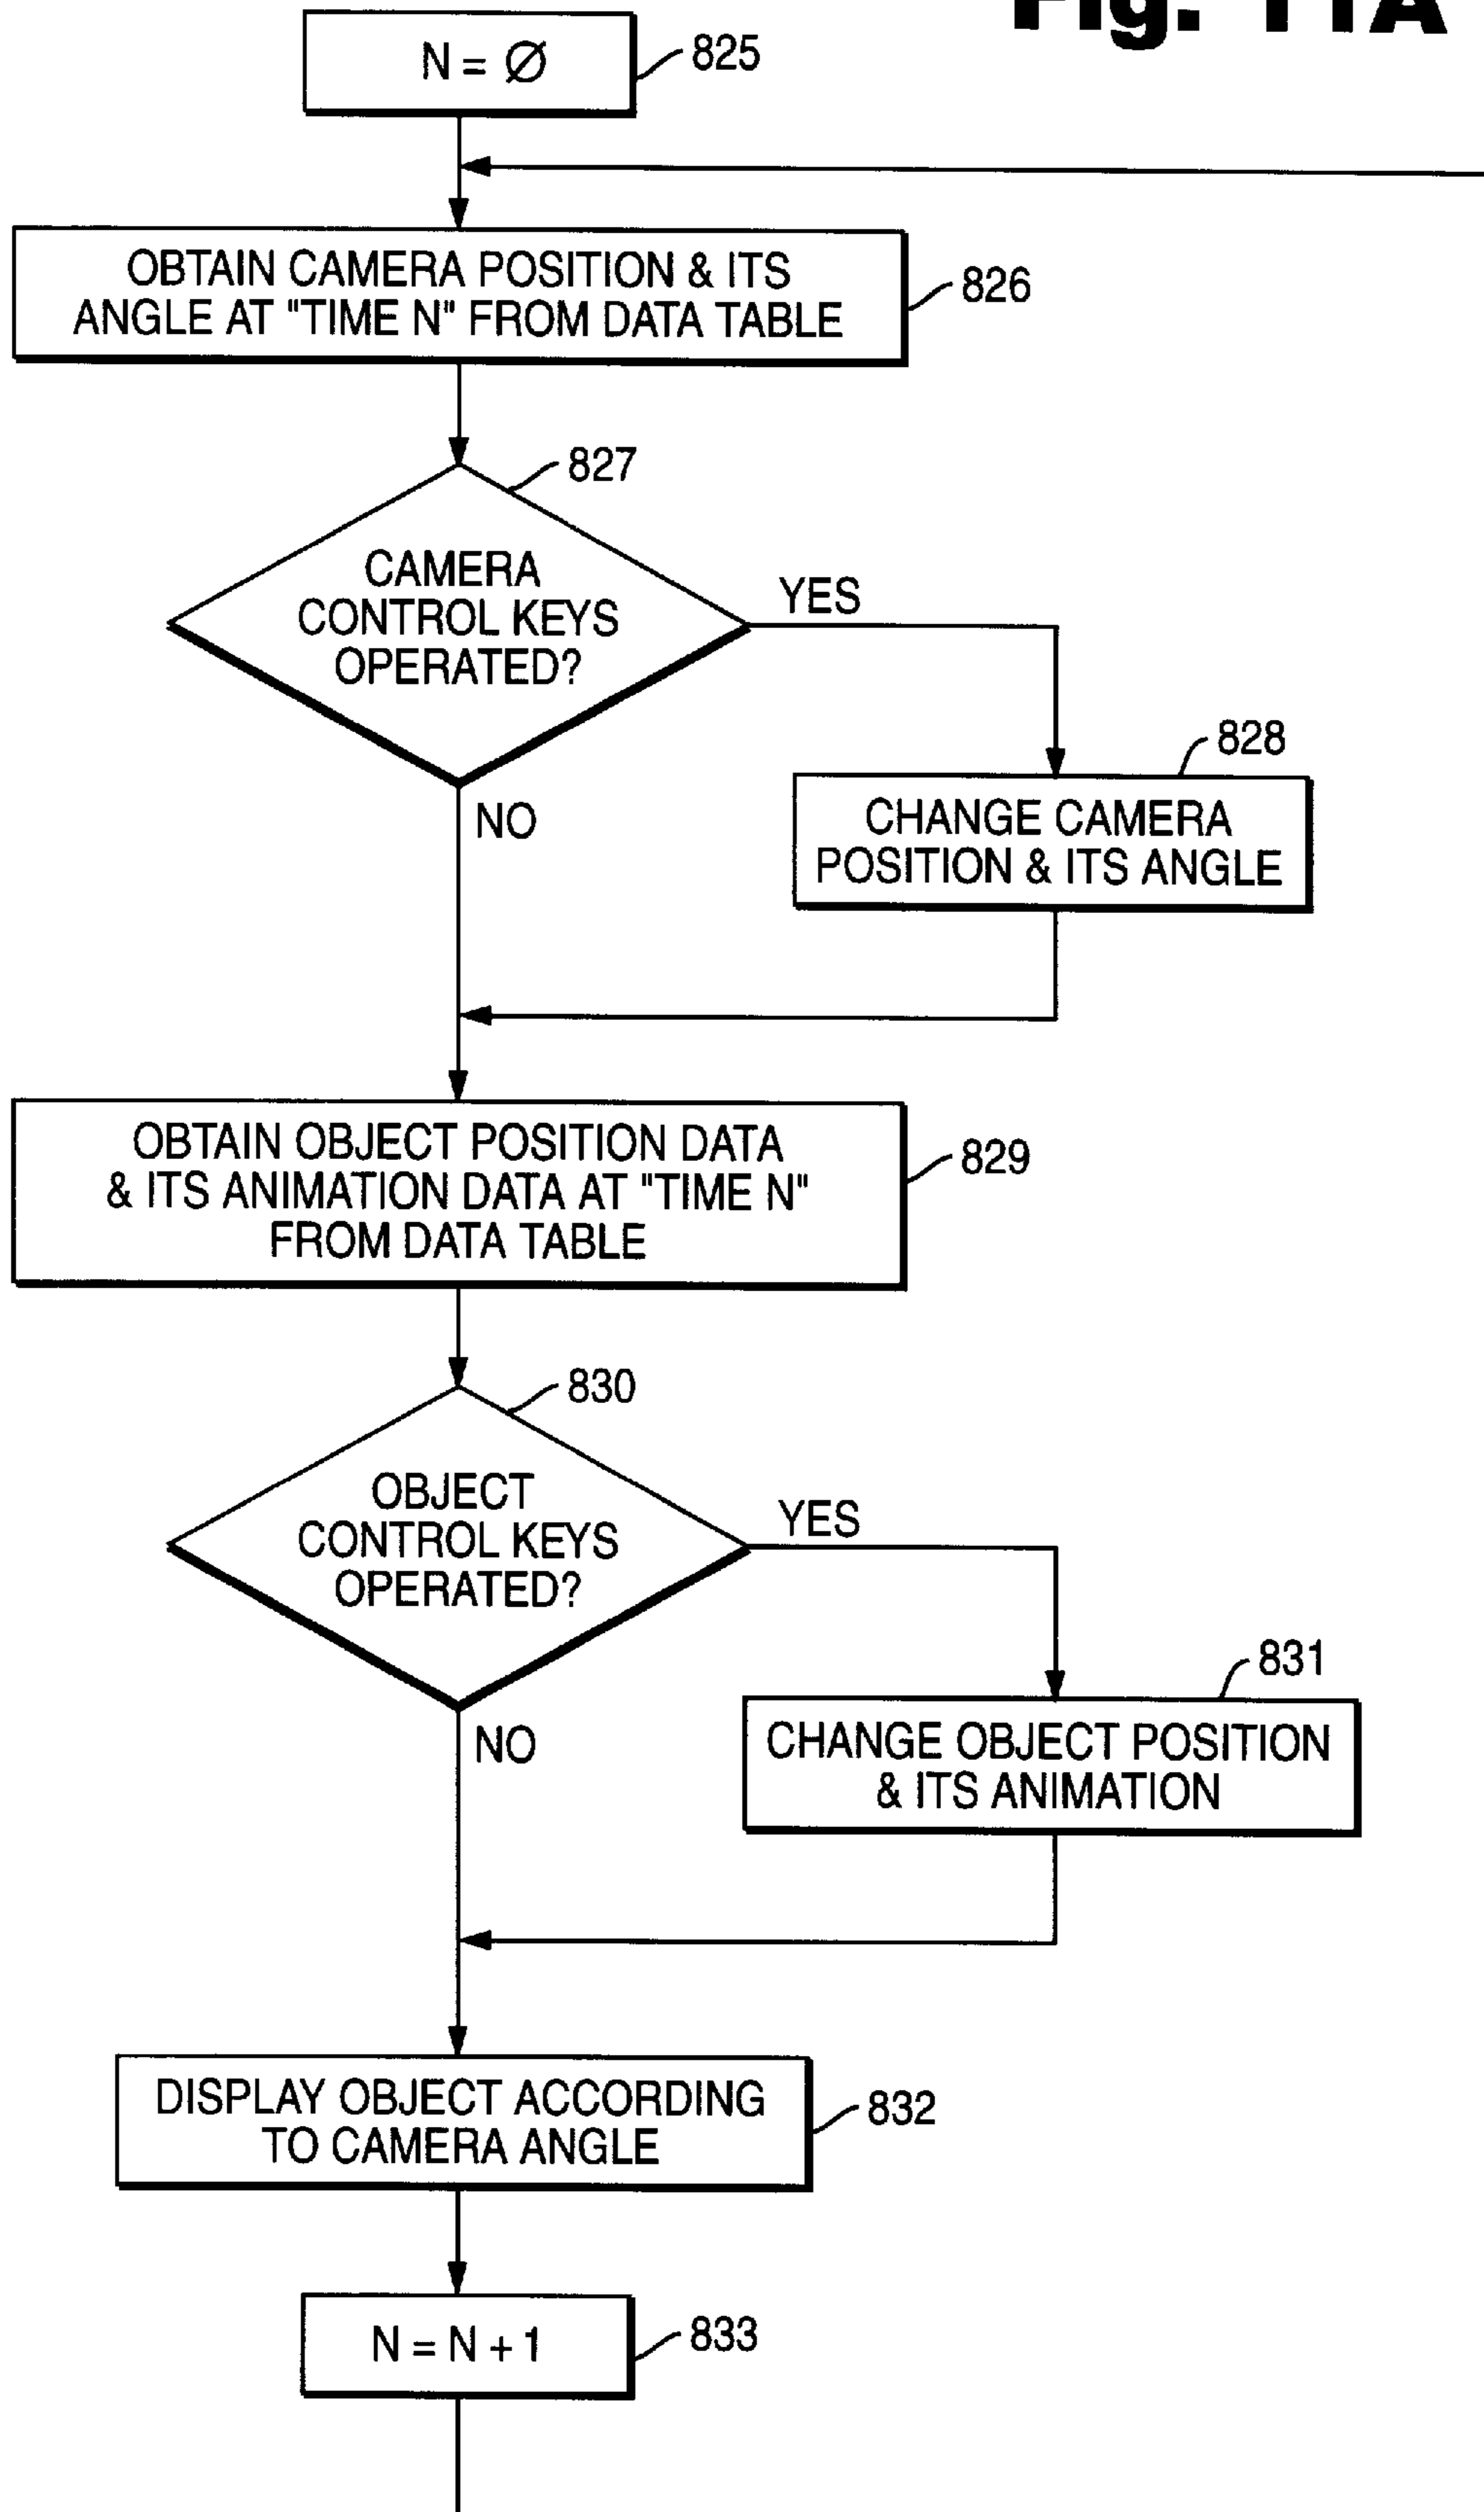 Fig. 11A
N = Ø
825
OBTAIN CAMERA POSITION & ITS
ANGLE AT "TIME N" FROM DATA TABLE
826
827
CAMERA
CONTROL KEYS
OPERATED?
YES
NO
828
CHANGE CAMERA
POSITION & ITS ANGLE
OBTAIN OBJECT POSITION DATA
& ITS ANIMATION DATA AT "TIME N"
FROM DATA TABLE
829
830
OBJECT
CONTROL KEYS
OPERATED?
YES
NO
831
CHANGE OBJECT POSITION
& ITS ANIMATION
DISPLAY OBJECT ACCORDING
TO CAMERA ANGLE
832
N = N + 1
833